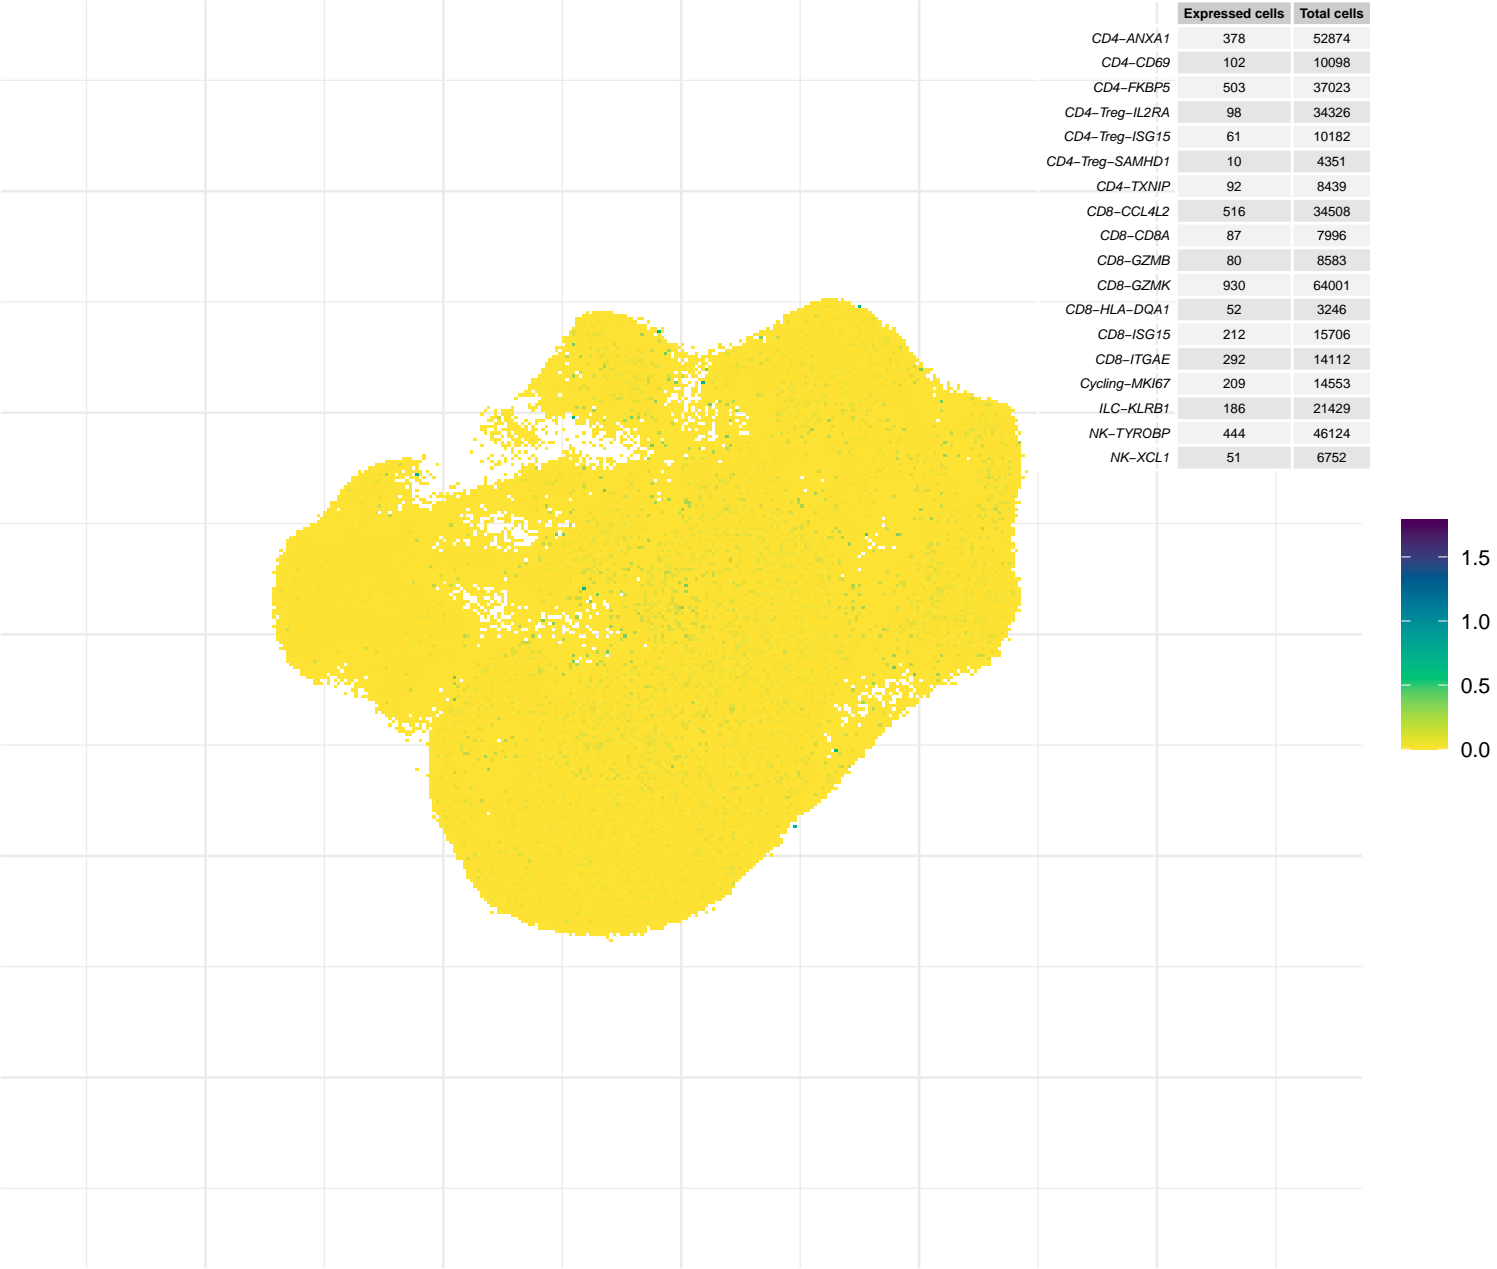 Expressed cells Total cells
CD4−ANXA1 378 52874
CD4−CD69 102 10098
CD4−FKBP5 503 37023
CD4−Treg−IL2RA 98 34326
CD4−Treg−ISG15 61 10182
CD4−Treg−SAMHD1 10 4351
CD4−TXNIP 92 8439
CD8−CCL4L2 516 34508
CD8−CD8A 87 7996
CD8−GZMB 80 8583
CD8−GZMK 930 64001
CD8−HLA−DQA1 52 3246
CD8−ISG15 212 15706
CD8−ITGAE 292 14112
Cycling−MKI67 209 14553
ILC−KLRB1 186 21429
NK−TYROBP 444 46124
NK−XCL1 51 6752
1.5
1.0
0.5
0.0